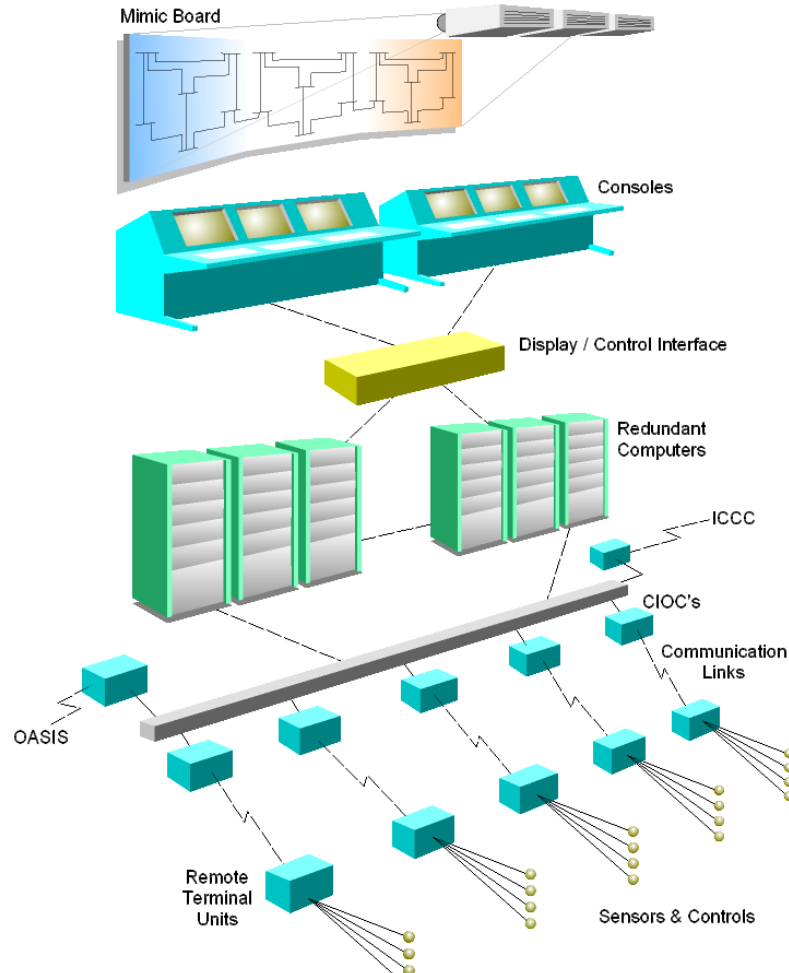 Mimic Board
Consoles
Display / Control Interface
Redundant
Computers
ICCC
CIOC's
Communication
Links
OASIS
Remote
Terminal
Units
Sensors & Controls